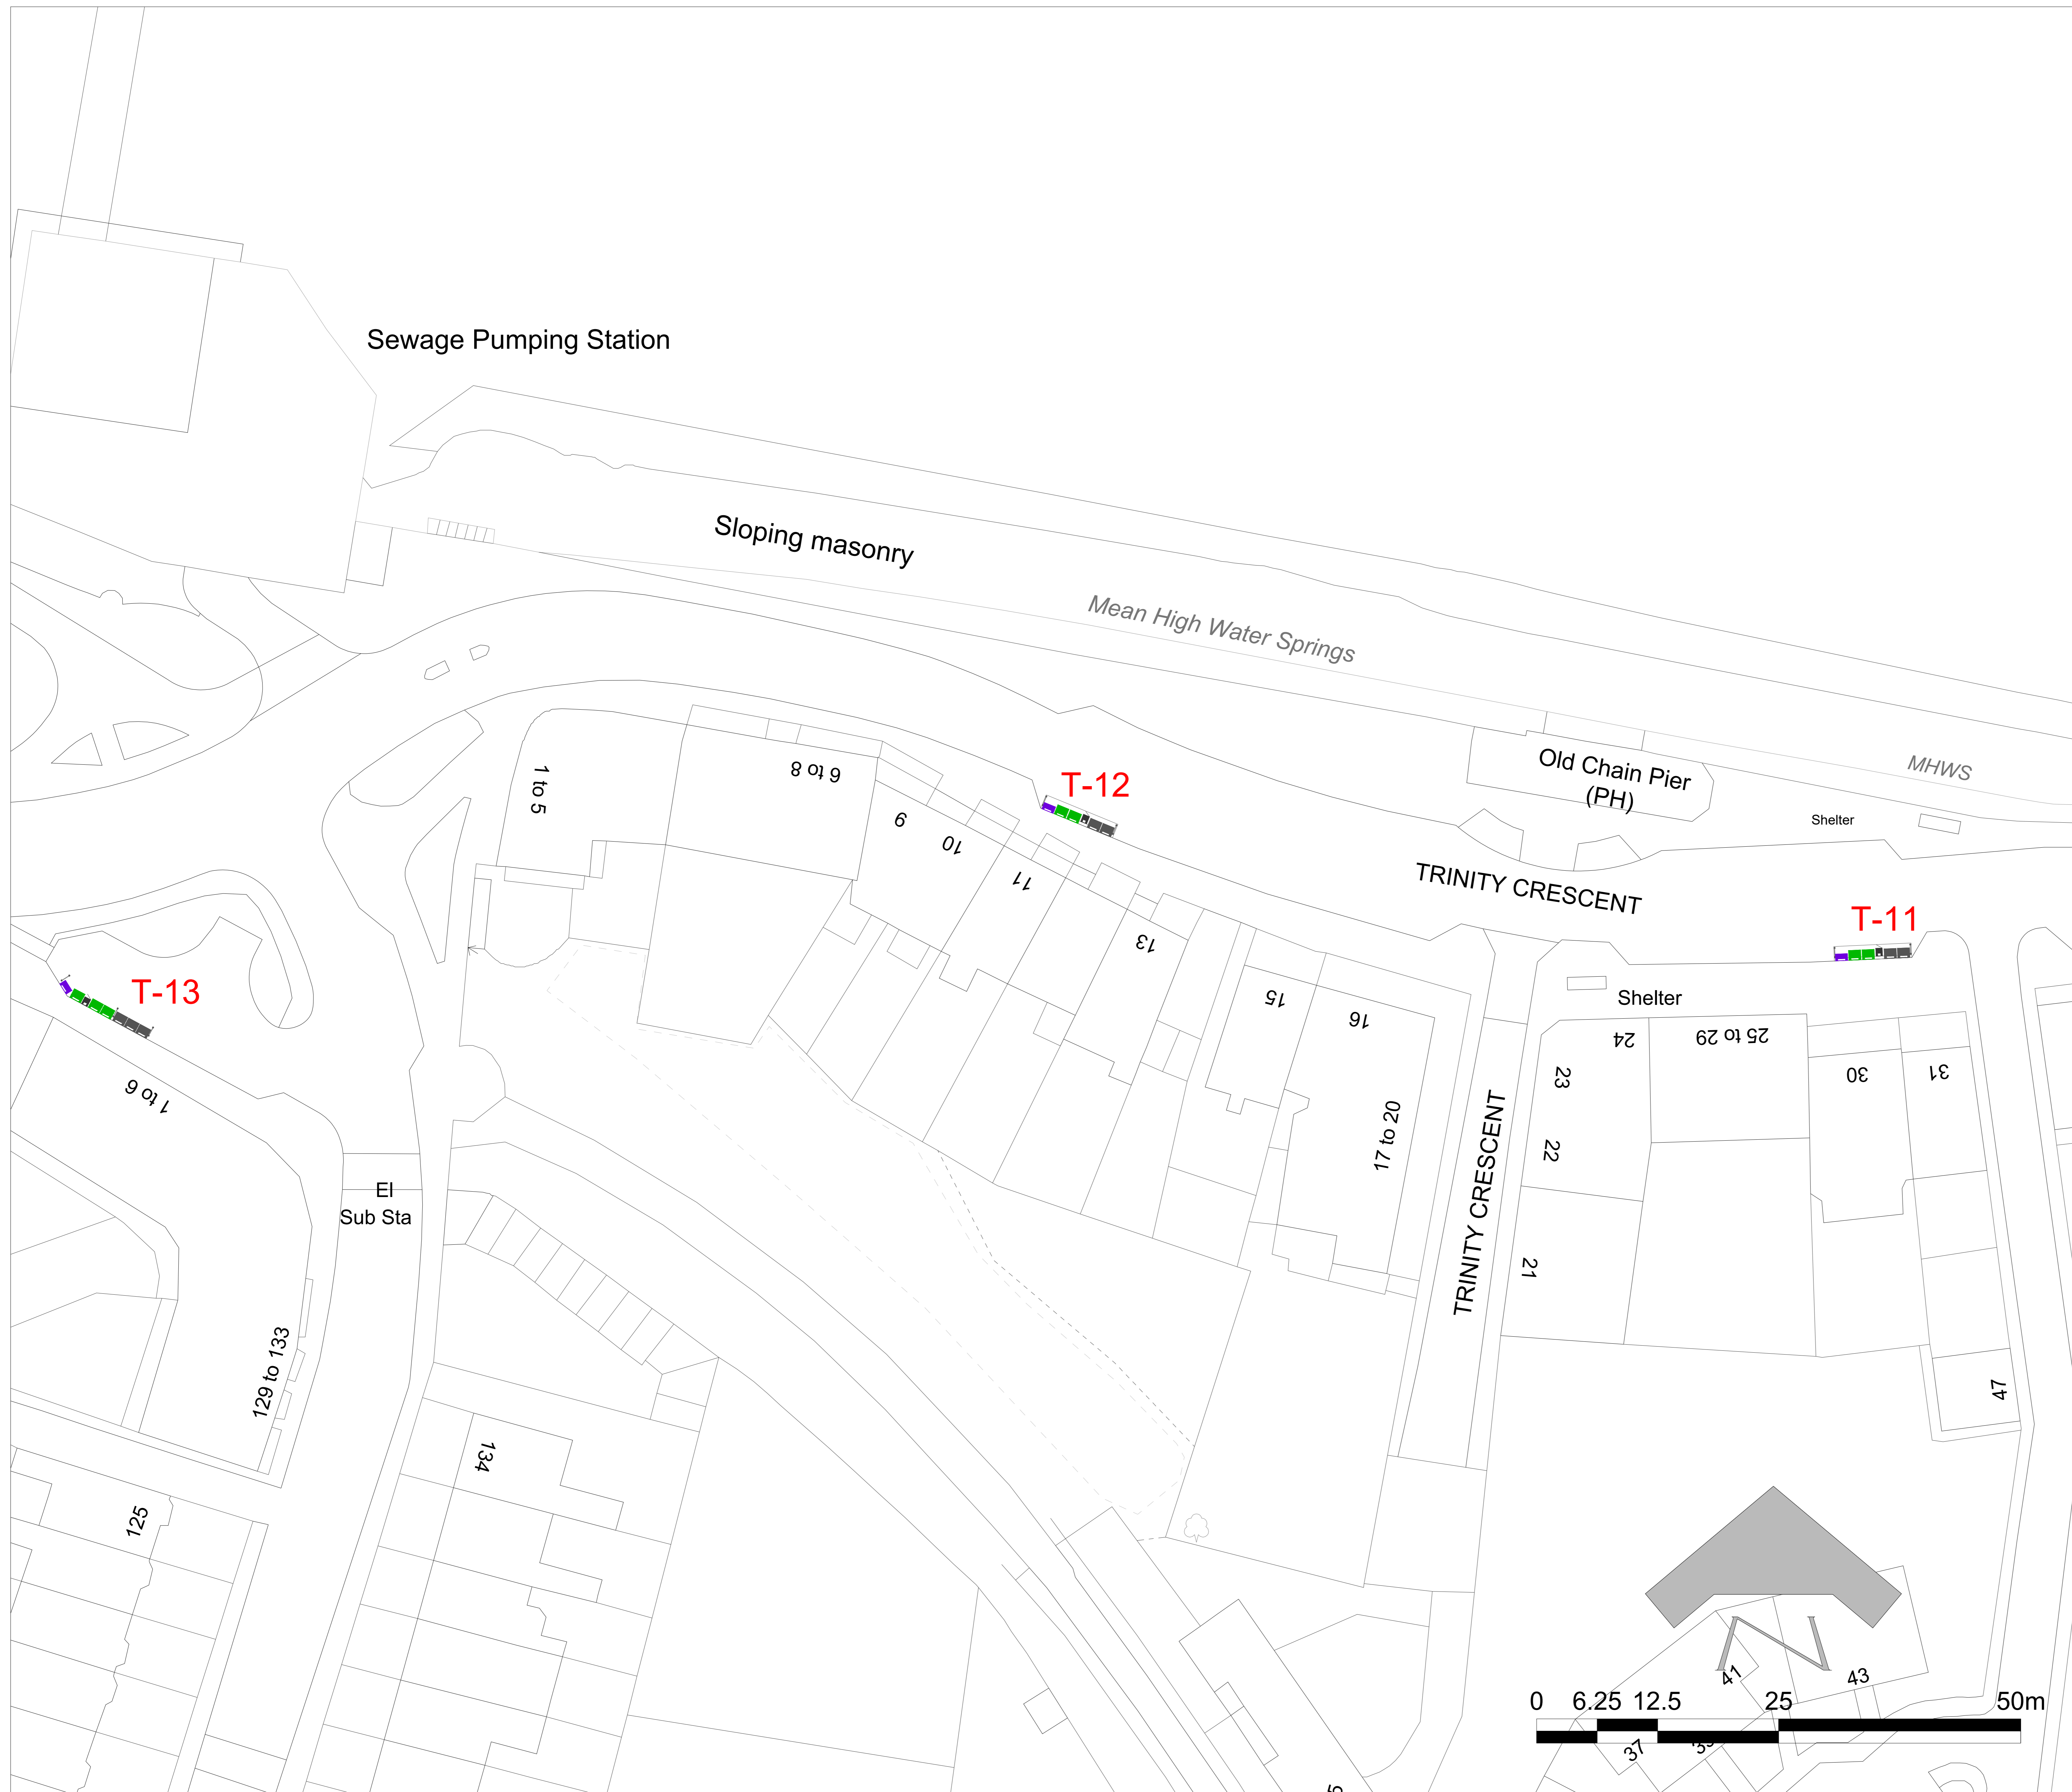 Sewage Pumping Station
Sloping masonry
Mean High Water Springs
Old Chain Pier
(PH)
MHWS
Shelter
1 to 5
6 to 8
9
10
11
13
T-12
TRINITY CRESCENT
T-11
T-13
Shelter
15
16
24
25 to 29
30
31
23
22
21
17 to 20
TRINITY CRESCENT
1 to 6
El
Sub Sta
129 to 133
134
125
47
41
43
N
0 6.25 12.5 25 50m
37